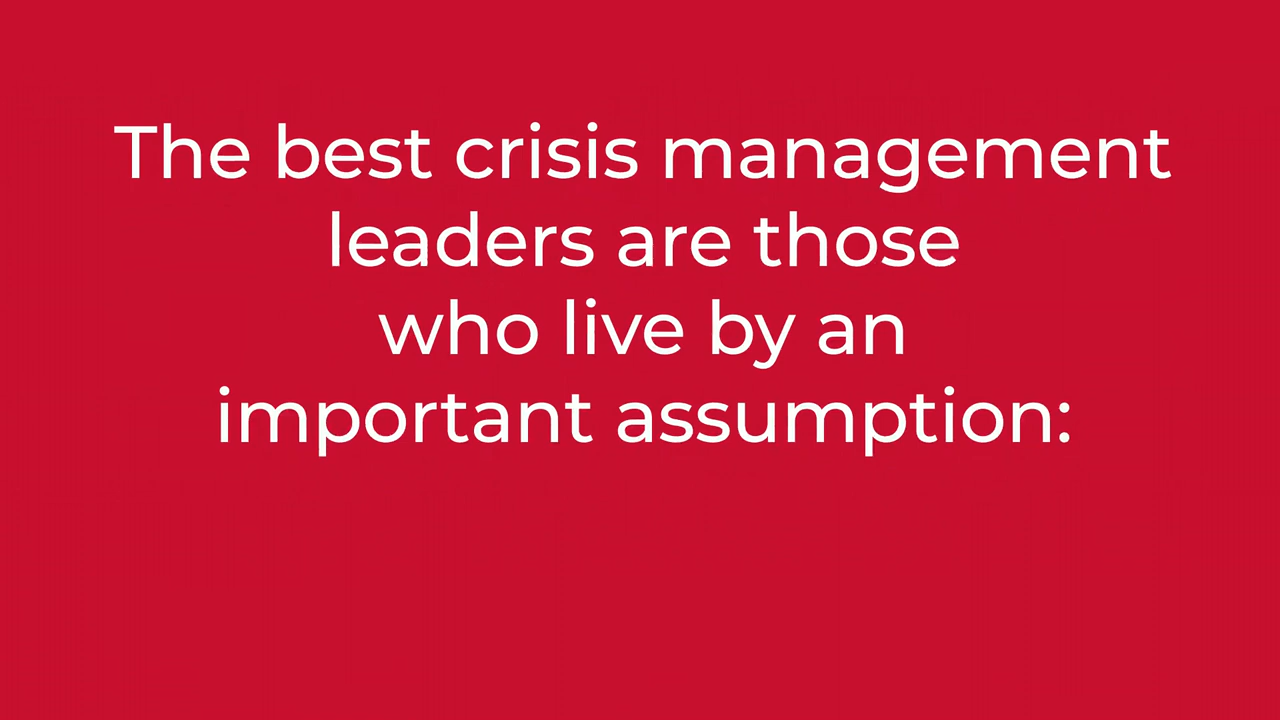 The best crisis management
leaders are those
who live by an
important assumption: